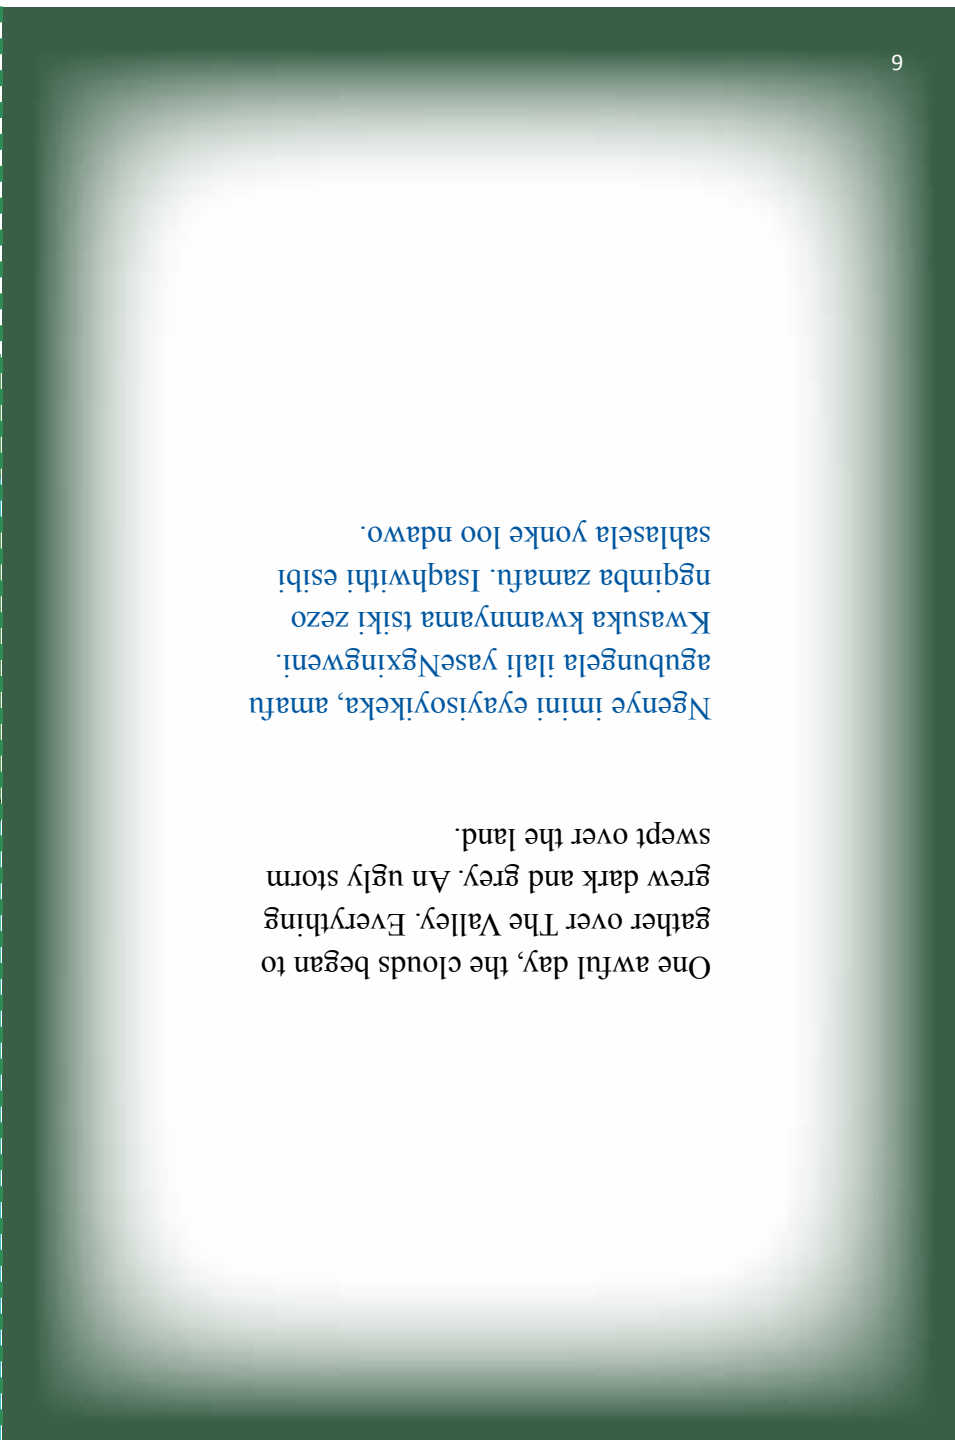 One awful day, the clouds began to
gather over The Valley. Everything
grew dark and grey. An ugly storm
swept over the land.
Ngenye imini eyayisoyikeka, amafu
agubungela ilali yaseNgxingweni.
Kwasuka kwamnyama tsiki zezo
ngqimba zamafu. Isaqhwithi esibi
sahlasela yonke loo ndawo.
6